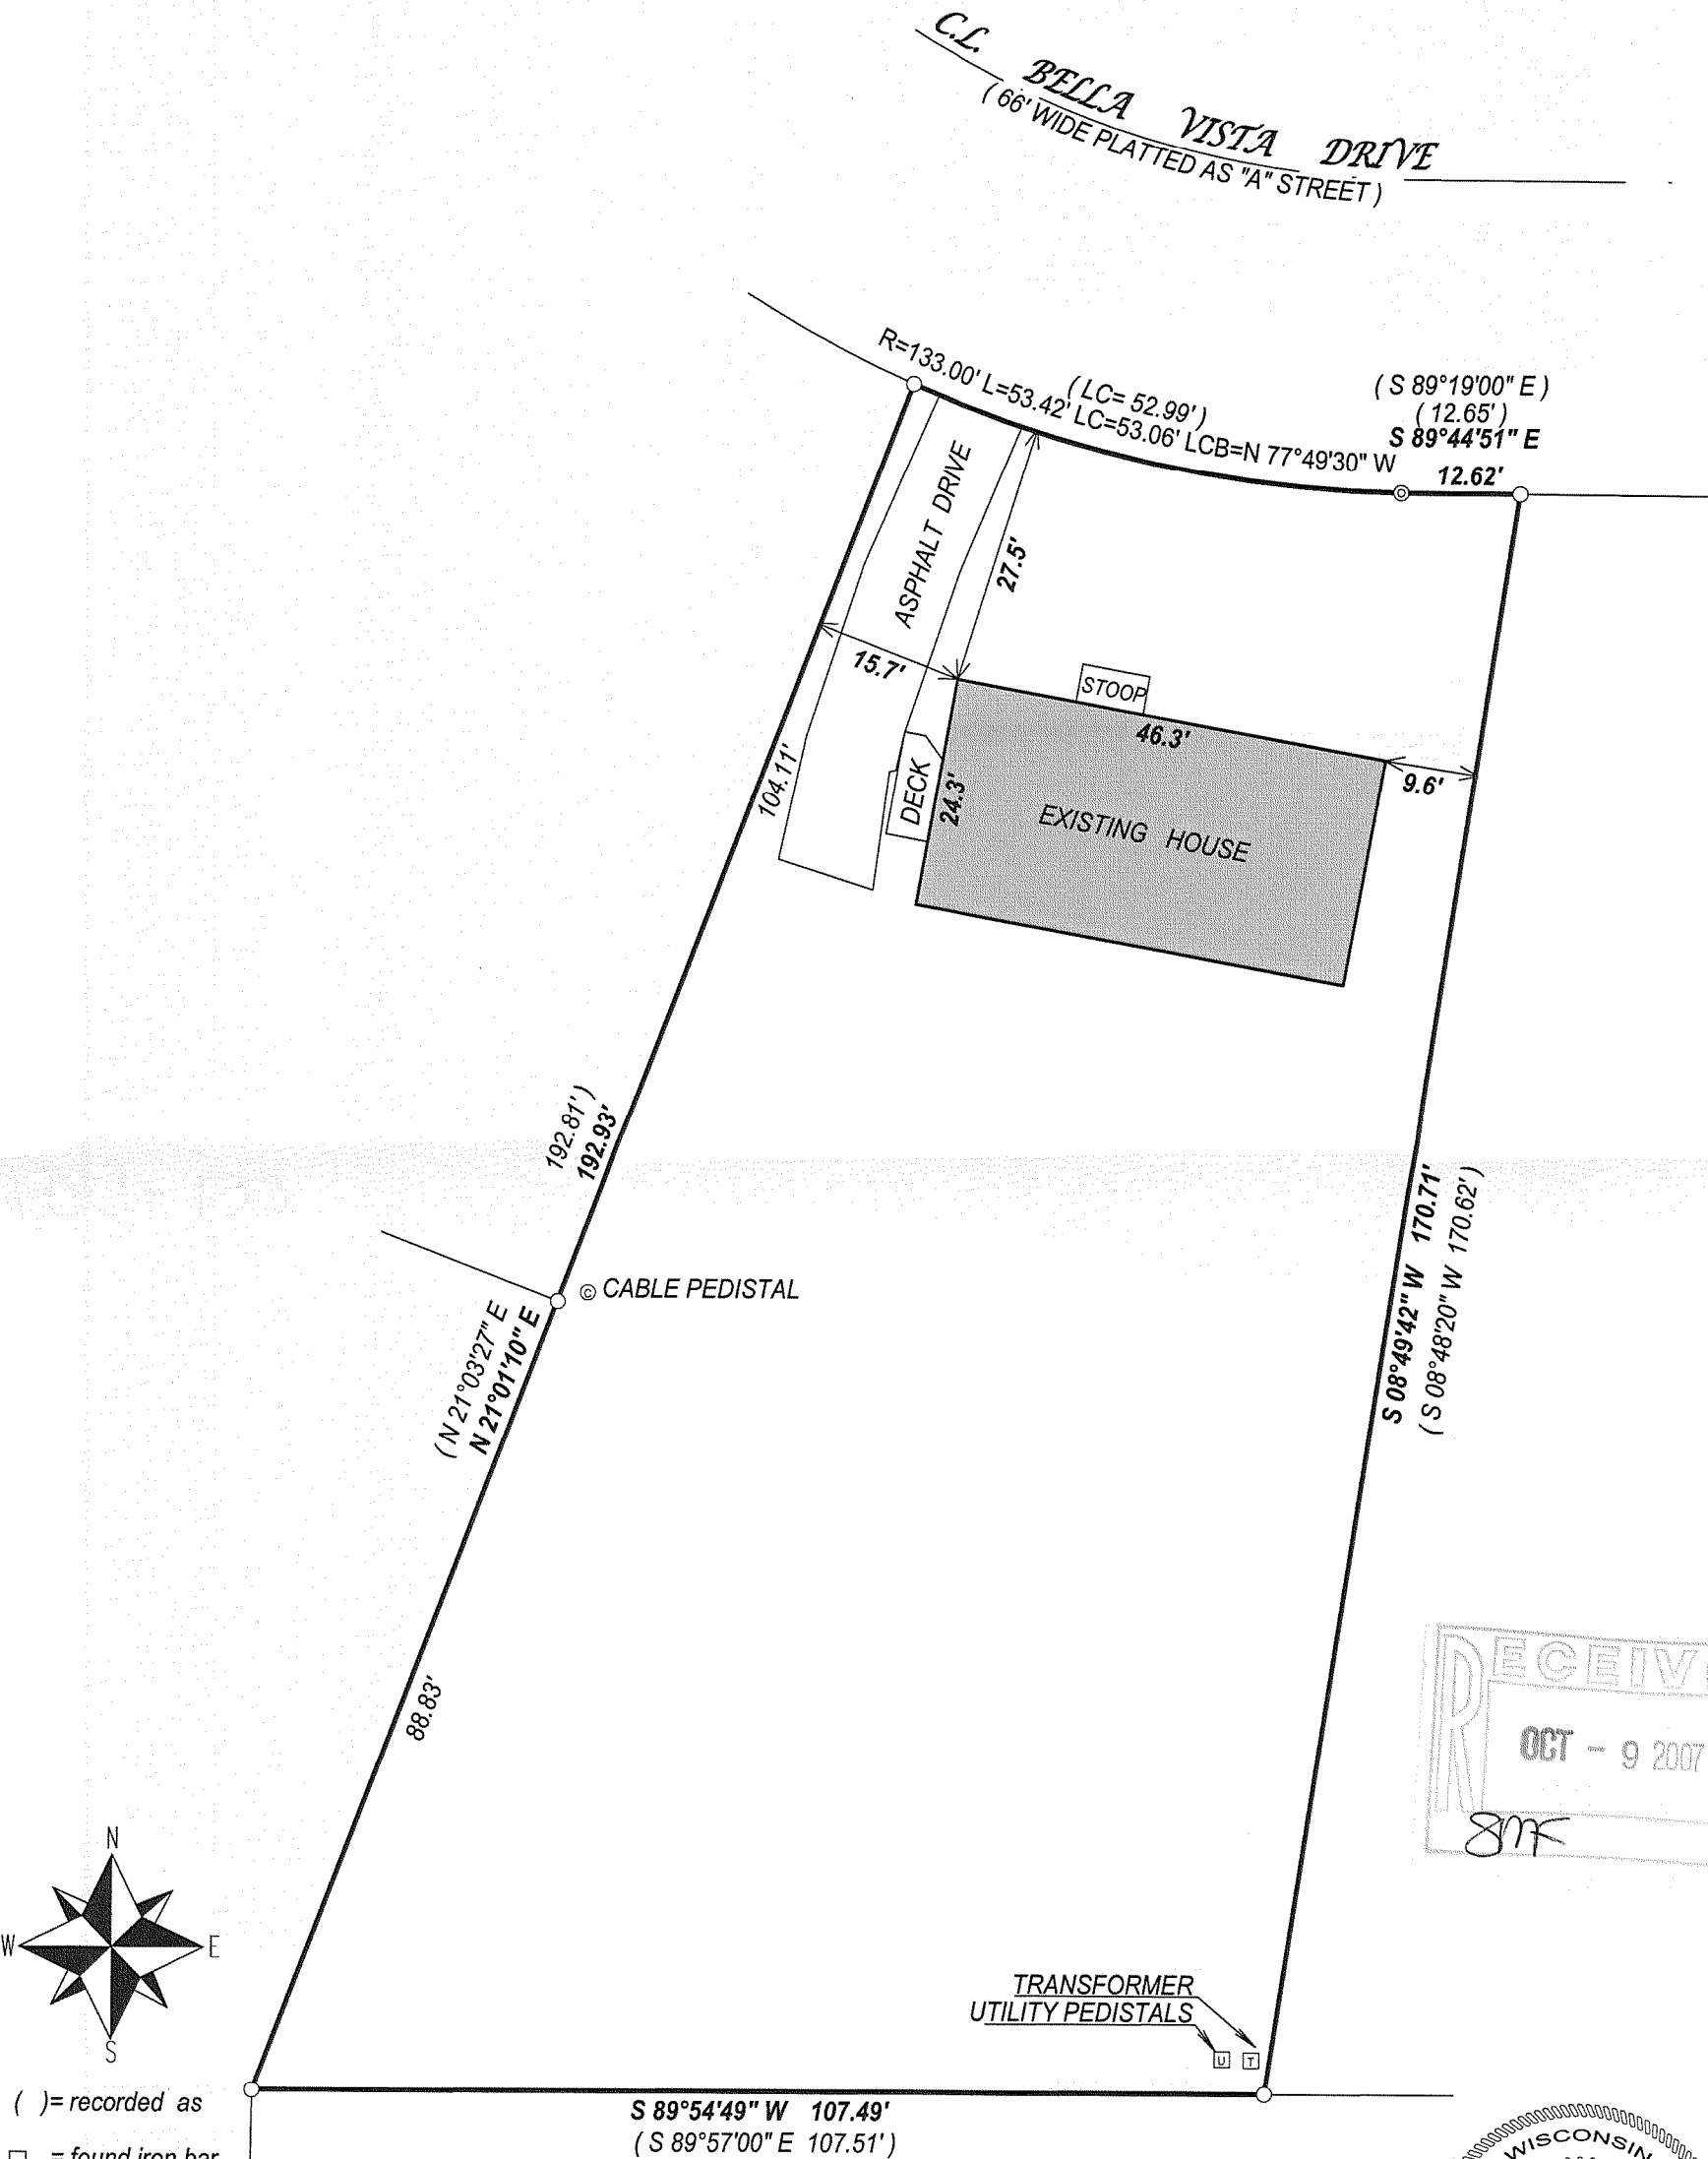 C.L. BELLA VISTA DRIVE
( 66' WIDE PLATTED AS "A" STREET )
( LC= 52.99' )
R=133.00' L=53.42' LC=53.06' LCB=N 77°49'30" W
( S 89°19'00" E )
( 12.65' )
S 89°44'51" E
12.62'
ASPHALT DRIVE
27.5'
15.7'
STOOP
46.3'
9.6'
104.11'
DECK
24.3'
EXISTING HOUSE
192.81' )
192.93'
© CABLE PEDISTAL
( N 21°03'27" E
N 21°01'10" E
S 08°49'42" W 170.71'
( S 08°48'20" W 170.62' )
88.83'
RECEIV
OCT - 9 2007
SMF
N
W
E
S
TRANSFORMER
UTILITY PEDISTALS
U T
( )= recorded as
= found iron bar
S 89°54'49" W 107.49'
( S 89°57'00" E 107.51' )
WISCONSIN